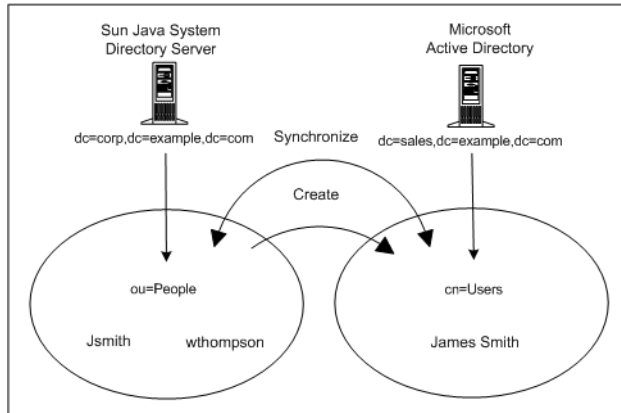 Sun Java System
Directory Server
Microsoft
Active Directory
dc=corp,dc=example,dc=com
Synchronize
dc=sales,dc=example,dc=com
Create
ou=People
cn=Users
Jsmith
wthompson
James Smith